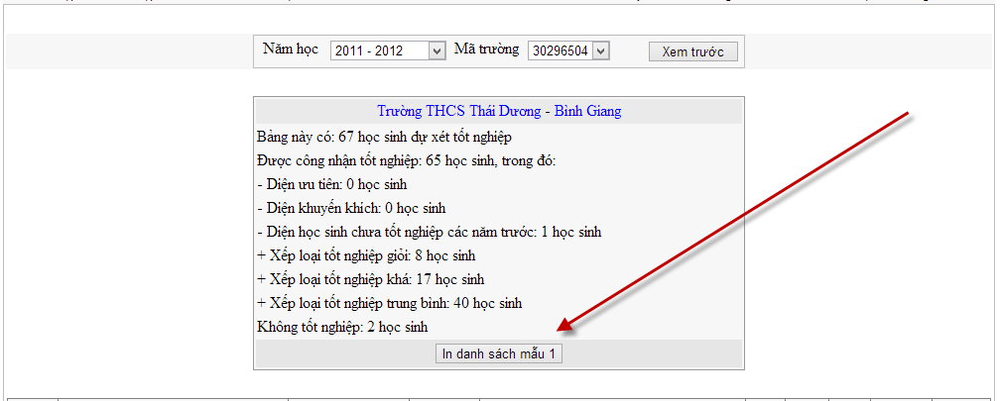 Năm học 2011 - 2012 Mã trường 30296504 Xem trước
Trường THCS Thái Dương - Bình Giang
Bảng này có: 67 học sinh dự xét tốt nghiệp
Được công nhận tốt nghiệp: 65 học sinh, trong đó:
- Diện ưu tiên: 0 học sinh
- Diện khuyến khich: 0 học sinh
- Diện học sinh chưa tốt nghiệp các năm trước: 1 học sinh
+ Xếp loại tốt nghiệp giỏi: 8 học sinh
+ Xếp loại tốt nghiệp khá: 17 học sinh
+ Xếp loại tốt nghiệp trung bình: 40 học sinh
Không tốt nghiệp: 2 học sinh
In danh sách mẫu 1